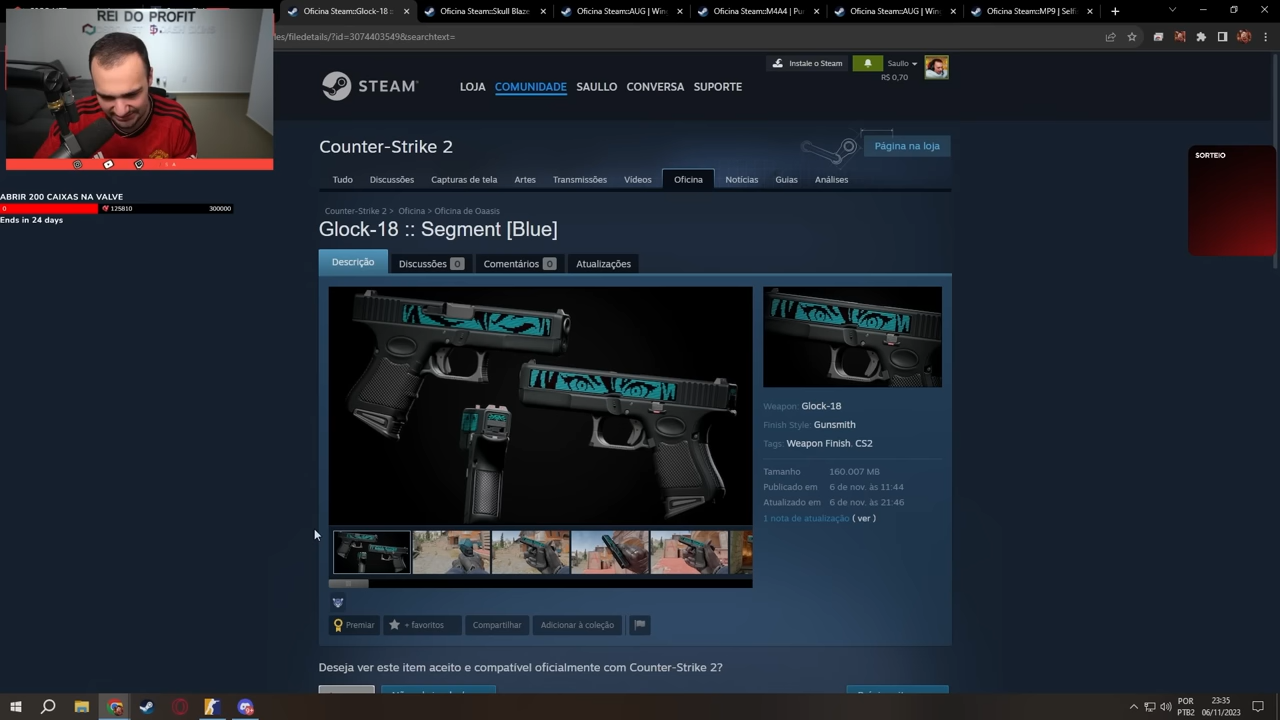 REI DO PROFIT
Oficina Steam::Glock-18 ::
Oficina Steam::Skull Blaze
Oficina Steam::AUG | Win
Oficina Steam::M4A4 | Pu
Oficina Steam::AUG | Win
Oficina Steam::MP9 | Selfi
les/filedetails/?id=3074403549&searchtext=
ABRIR 200 CAIXAS NA VALVE
0
125810
300000
Ends in 24 days
STEAM
LOJA
COMUNIDADE
SAULLO
CONVERSA
SUPORTE
Instale o Steam
Saullo
R$ 0,70
Counter-Strike 2
Página na loja
Tudo
Discussões
Capturas de tela
Artes
Transmissões
Vídeos
Oficina
Notícias
Guias
Análises
SORTEIO
Counter-Strike 2 > Oficina > Oficina de Oaasis
Glock-18 :: Segment [Blue]
Descrição
Discussões 0
Comentários 0
Atualizações
Weapon: Glock-18
Finish Style: Gunsmith
Tags: Weapon Finish, CS2
Tamanho 160.007 MB
Publicado em 6 de nov. às 11:44
Atualizado em 6 de nov. às 21:46
1 nota de atualização ( ver )
Premiar
+ favoritos
Compartilhar
Adicionar à coleção
Deseja ver este item aceito e compatível oficialmente com Counter-Strike 2?
POR
PTB2
23:35
06/11/2023